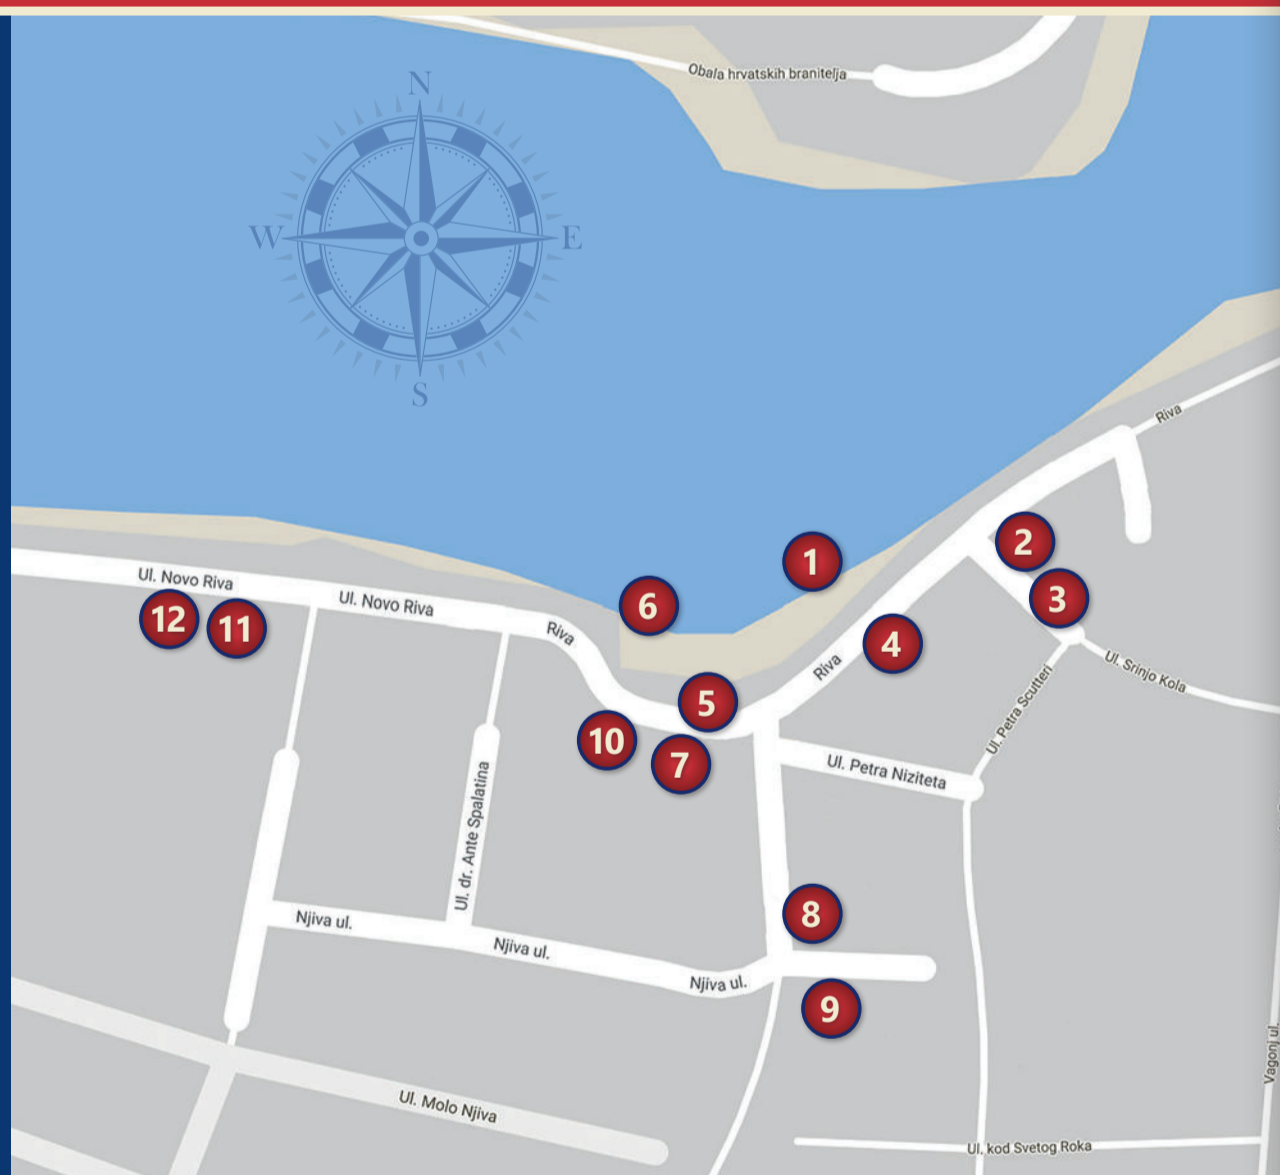 Obala hrvatskih branitelja
N
W
E
S
Riva
2
1
3
Ul. Novo Riva
Ul. Novo Riva
6
12
11
Riva
4
Riva
Ul. Srinjo Kola
5
Ul. Petra Scutteri
10
7
Ul. Petra Niziteta
Ul. dr. Ante Spalatina
8
Njiva ul.
Njiva ul.
Njiva ul.
9
Vagonj ul.
Ul. Molo Njiva
Ul. kod Svetog Roka